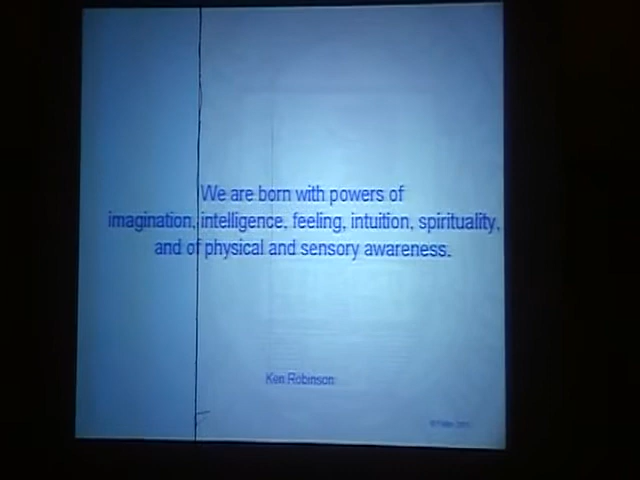 We are born with powers of
imagination, intelligence, feeling, intuition, spirituality,
and of physical and sensory awareness.
Ken Robinson